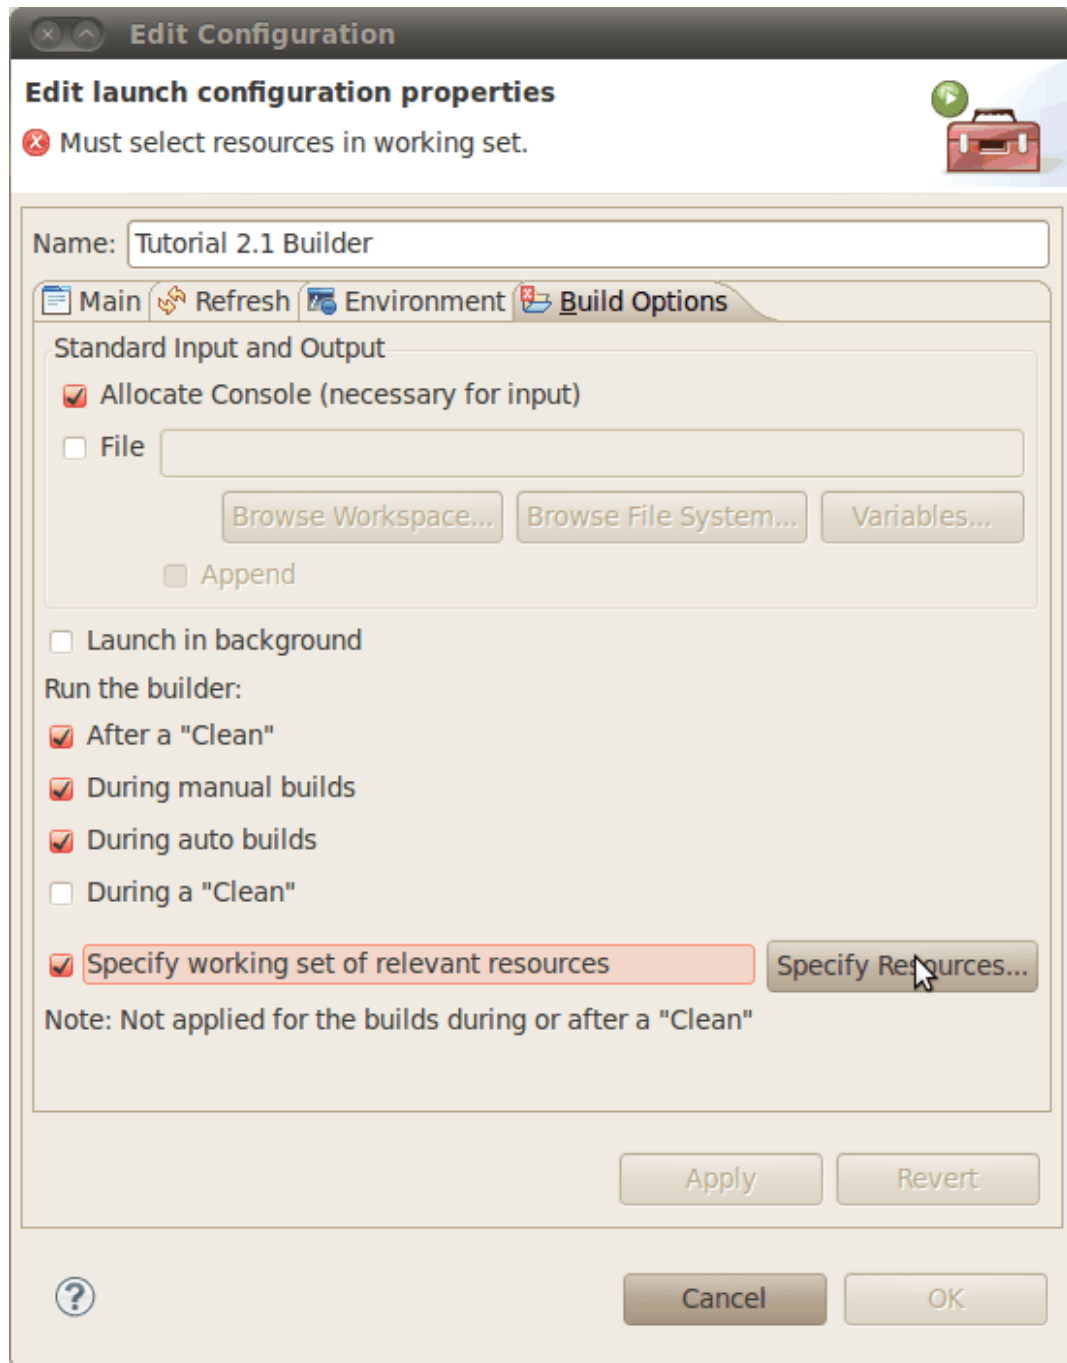 Edit Configuration
Edit launch configuration properties
Must select resources in working set.
Name: Tutorial 2.1 Builder
Main Refresh Environment Build Options
Standard Input and Output
Allocate Console (necessary for input)
File
Browse Workspace... Browse File System... Variables...
Append
Launch in background
Run the builder:
After a "Clean"
During manual builds
During auto builds
During a "Clean"
Specify working set of relevant resources Specify Resources...
Note: Not applied for the builds during or after a "Clean"
Apply Revert
? Cancel OK